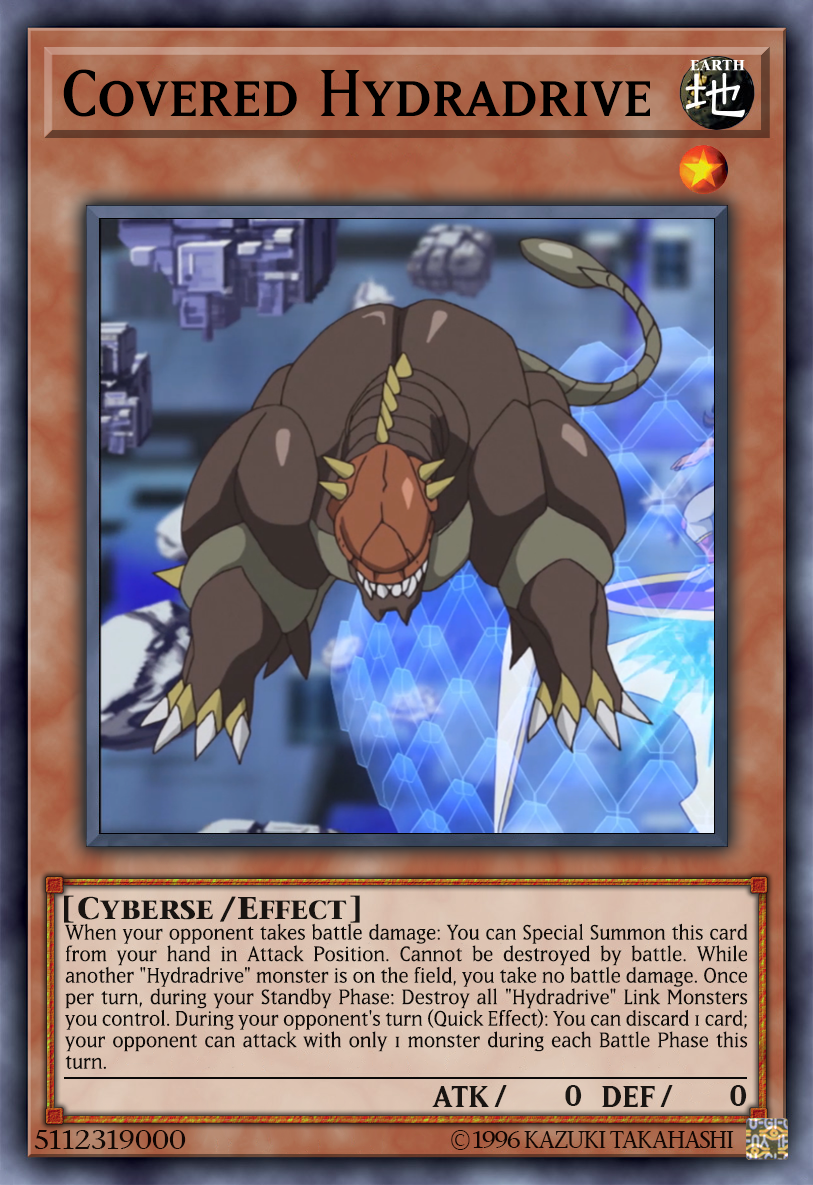 COVERED HYDRADRIVE
EARTH
地
[CYBERSE /EFFECT]
When your opponent takes battle damage: You can Special Summon this card
from your hand in Attack Position. Cannot be destroyed by battle. While
another "Hydradrive" monster is on the field, you take no battle damage. Once
per turn, during your Standby Phase: Destroy all "Hydradrive" Link Monsters
you control. During your opponent's turn (Quick Effect): You can discard 1 card;
your opponent can attack with only 1 monster during each Battle Phase this
turn.
ATK / 0 DEF / 0
5112319000 ©1996 KAZUKI TAKAHASHI